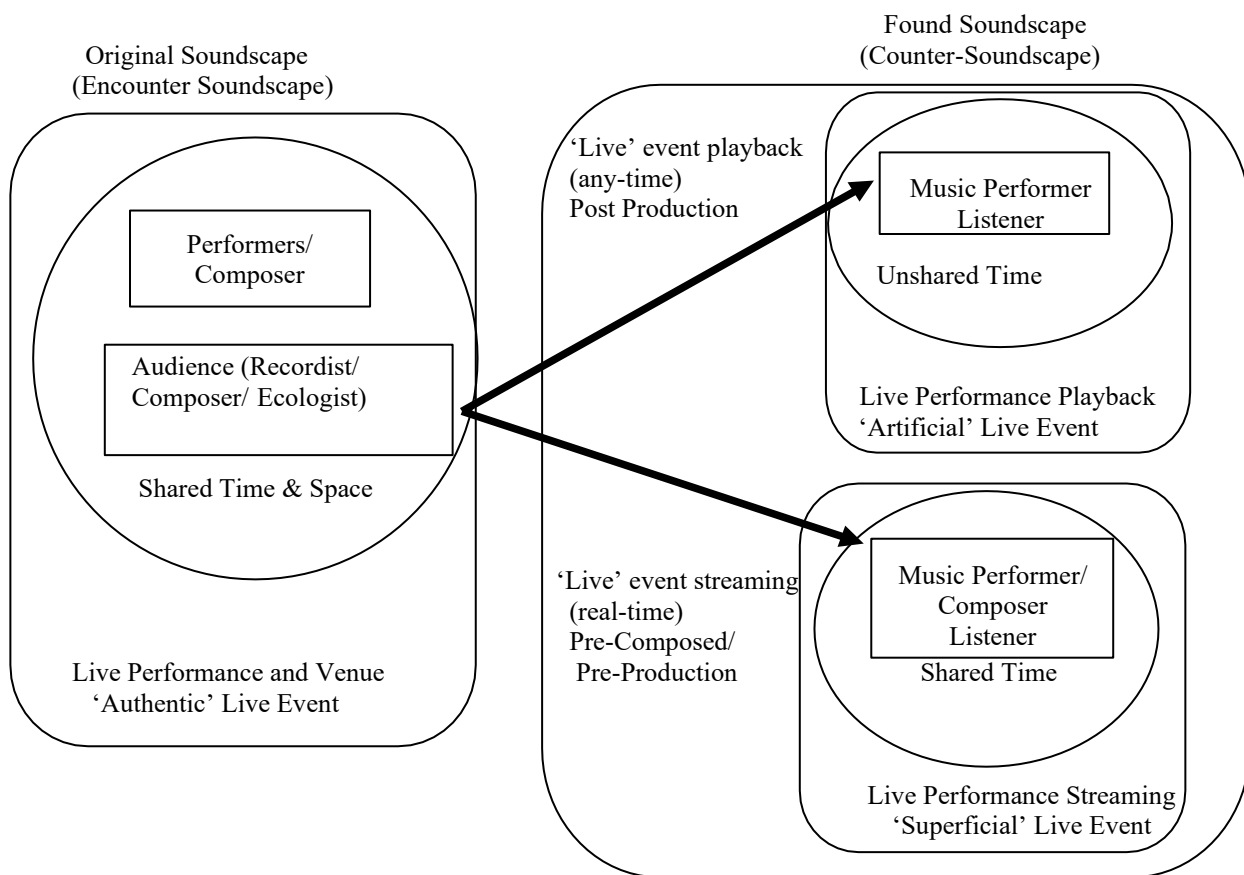 Original Soundscape
(Encounter Soundscape)
Performers/
Composer
Audience (Recordist/
Composer/ Ecologist)
Shared Time & Space
Live Performance and Venue
‘Authentic’ Live Event
Found Soundscape
(Counter-Soundscape)
‘Live’ event playback
(any-time)
Post Production
Music Performer
Listener
Unshared Time
Live Performance Playback
‘Artificial’ Live Event
‘Live’ event streaming
(real-time)
Pre-Composed/
Pre-Production
Music Performer/
Composer
Listener
Shared Time
Live Performance Streaming
‘Superficial’ Live Event